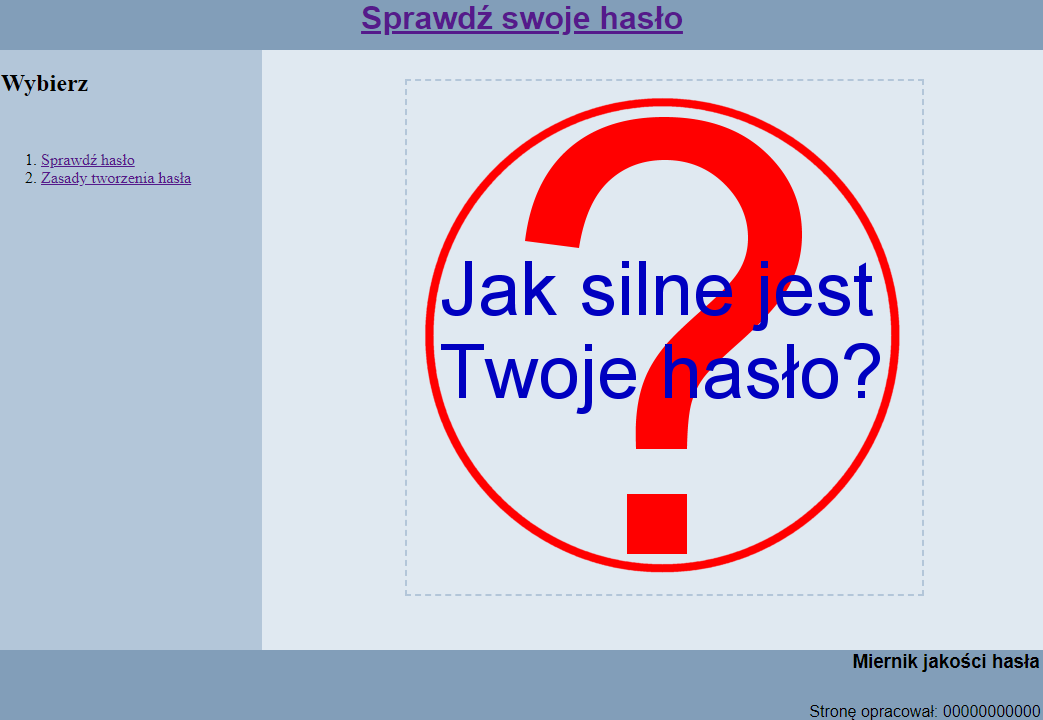 Sprawdź swoje hasło
Wybierz
1. Sprawdź hasło
2. Zasady tworzenia hasła
Jak silne jest
Twoje hasło?
Miernik jakości hasła
Stronę opracował: 00000000000